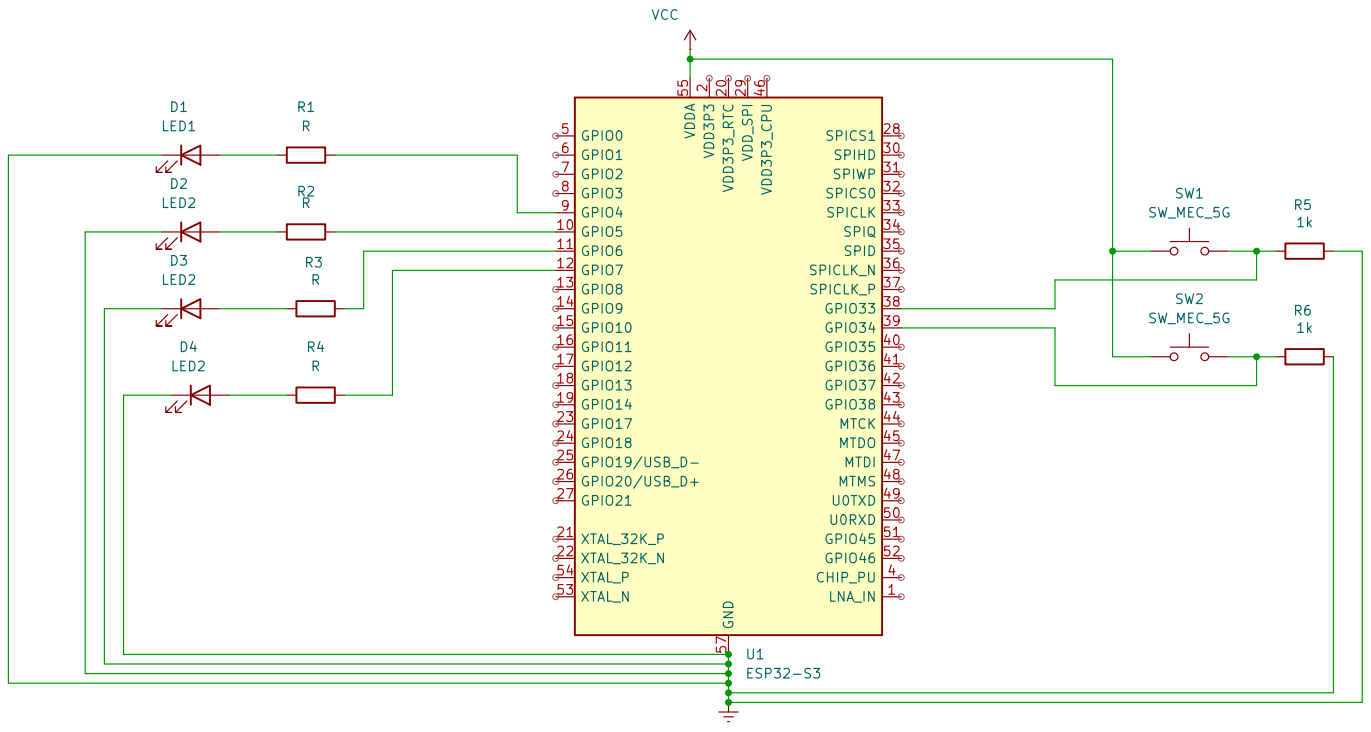 VCC
D1
LED1
R1
R
D2
LED2
R2
R
D3
LED2
R3
R
D4
LED2
R4
R
55
2
20
29
46
VDDA
VDD3P3
VDD3P3_RTC
VDD_SPI
VDD3P3_CPU
5 GPIO0
6 GPIO1
7 GPIO2
8 GPIO3
9 GPIO4
10 GPIO5
11 GPIO6
12 GPIO7
13 GPIO8
14 GPIO9
15 GPIO10
16 GPIO11
17 GPIO12
18 GPIO13
19 GPIO14
23 GPIO17
24 GPIO18
25 GPIO19/USB_D-
26 GPIO20/USB_D+
27 GPIO21
21 XTAL_32K_P
22 XTAL_32K_N
54 XTAL_P
53 XTAL_N
SPICS1 28
SPIHD 30
SPIWP 31
SPICS0 32
SPICLK 33
SPIQ 34
SPID 35
SPICLK_N 36
SPICLK_P 37
GPIO33 38
GPIO34 39
GPIO35 40
GPIO36 41
GPIO37 42
GPIO38 43
MTCK 44
MTDO 45
MTDI 47
MTMS 48
U0TXD 49
U0RXD 50
GPIO45 51
GPIO46 52
CHIP_PU 4
LNA_IN 1
GND
57
U1
ESP32-S3
SW1
SW_MEC_5G
R5
1k
SW2
SW_MEC_5G
R6
1k